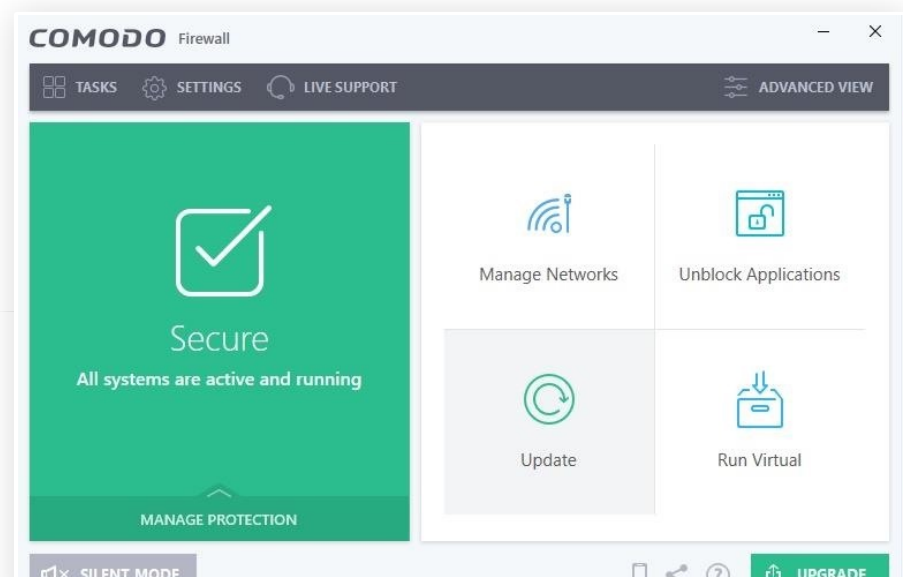 COMODO Firewall
TASKS SETTINGS LIVE SUPPORT ADVANCED VIEW
Secure
All systems are active and running
MANAGE PROTECTION
Manage Networks
Unblock Applications
Update
Run Virtual
SILENT MODE
UPGRADE